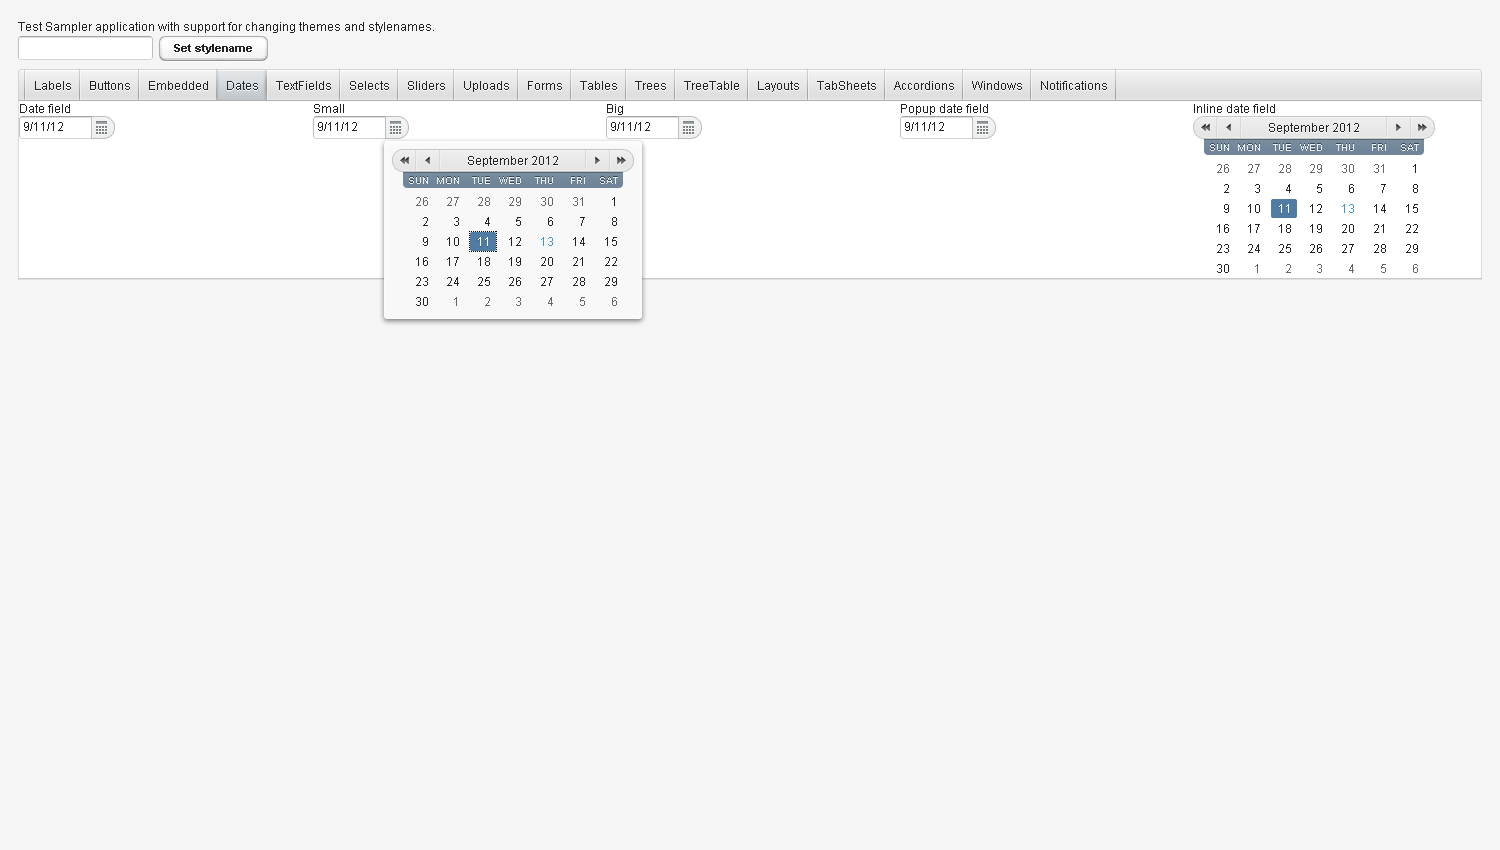 Test Sampler application with support for changing themes and stylenames.
Set stylename
Labels Buttons Embedded Dates TextFields Selects Sliders Uploads Forms Tables Trees TreeTable Layouts TabSheets Accordions Windows Notifications
Date field Small Big Popup date field Inline date field
9/11/12 9/11/12 9/11/12 9/11/12
September 2012
SUN MON TUE WED THU FRI SAT
26 27 28 29 30 31 1
2 3 4 5 6 7 8
9 10 11 12 13 14 15
16 17 18 19 20 21 22
23 24 25 26 27 28 29
30 1 2 3 4 5 6
September 2012
SUN MON TUE WED THU FRI SAT
26 27 28 29 30 31 1
2 3 4 5 6 7 8
9 10 11 12 13 14 15
16 17 18 19 20 21 22
23 24 25 26 27 28 29
30 1 2 3 4 5 6